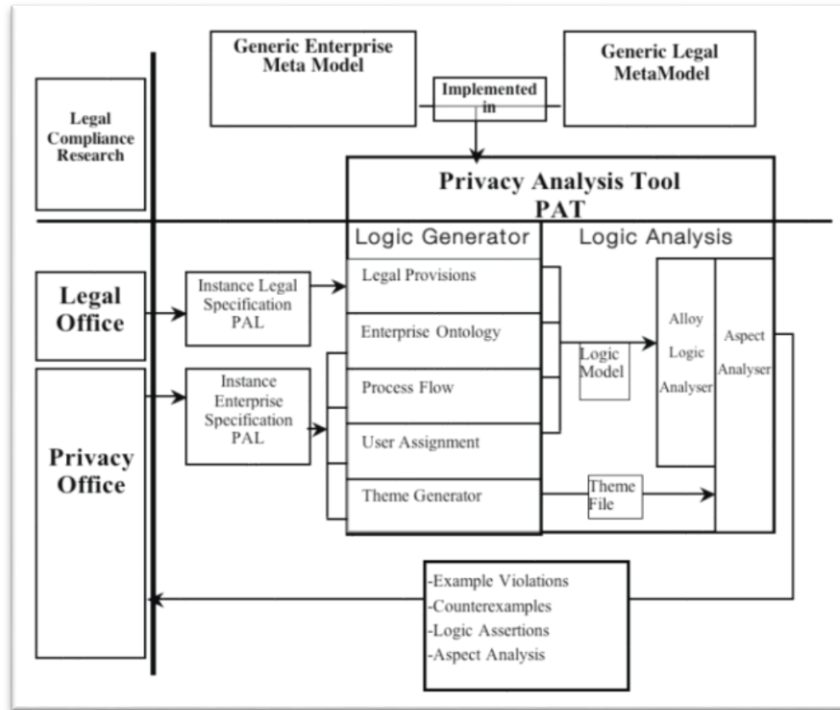 Generic Enterprise
Meta Model
Generic Legal
MetaModel
Implemented
in
Legal
Compliance
Research
Privacy Analysis Tool
PAT
Logic Generator
Logic Analysis
Legal
Office
Instance Legal
Specification
PAL
Legal Provisions
Enterprise Ontology
Process Flow
User Assignment
Theme Generator
Instance
Enterprise
Specification
PAL
Privacy
Office
Logic
Model
Alloy
Logic
Analyser
Aspect
Analyser
Theme
File
-Example Violations
-Counterexamples
-Logic Assertions
-Aspect Analysis